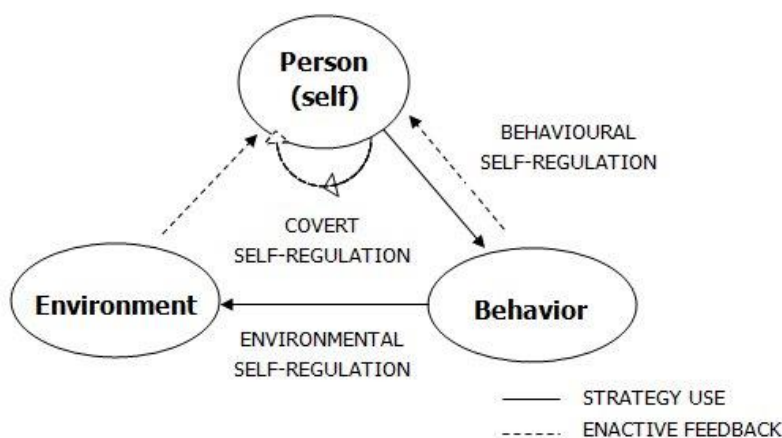 Person
(self)
BEHAVIOURAL
SELF-REGULATION
COVERT
SELF-REGULATION
Environment
Behavior
ENVIRONMENTAL
SELF-REGULATION
STRATEGY USE
ENACTIVE FEEDBACK